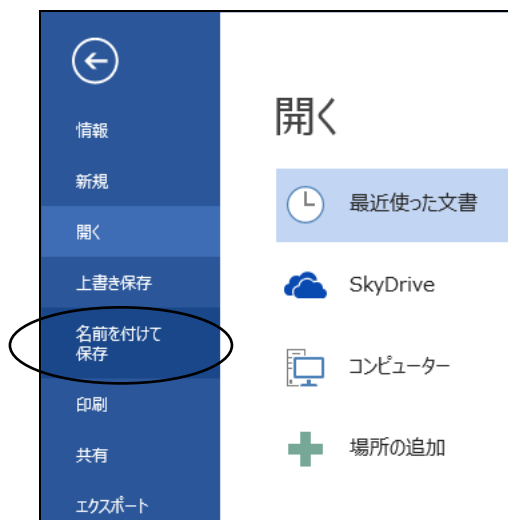 情報
新規
開く
上書き保存
名前を付けて
保存
印刷
共有
エクスポート
開く
最近使った文書
SkyDrive
コンピューター
場所の追加